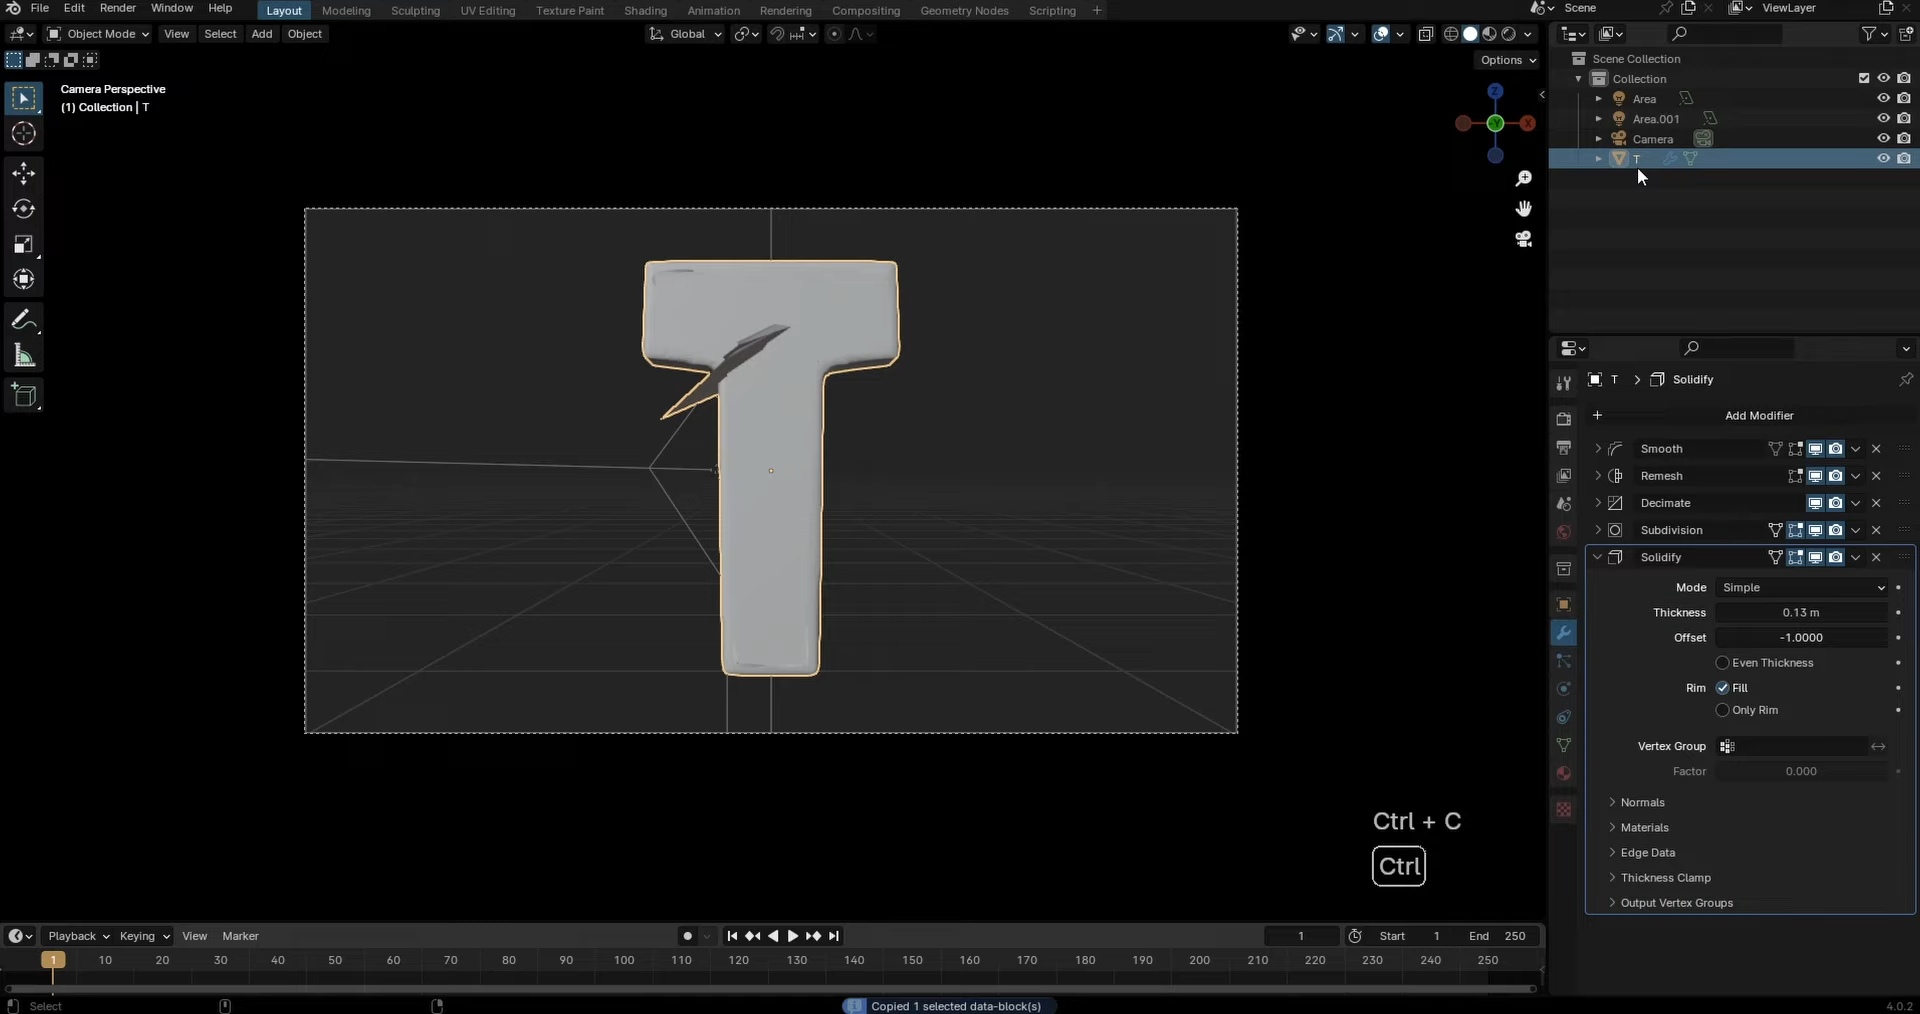 File Edit Render Window Help Layout Modeling Sculpting UV Editing Texture Paint Shading Animation Rendering Compositing Geometry Nodes Scripting + Scene ViewLayer
Object Mode View Select Add Object Global
Options
Camera Perspective
(1) Collection | T
Z
Y
X
Scene Collection
Collection
Area
Area.001
Camera
T
T > Solidify
+ Add Modifier
Smooth
Remesh
Decimate
Subdivision
Solidify
Mode Simple
Thickness 0.13 m
Offset -1.0000
Even Thickness
Rim Fill
Only Rim
Vertex Group
Factor 0.000
Normals
Materials
Edge Data
Thickness Clamp
Output Vertex Groups
Ctrl + C
Ctrl
Playback Keying View Marker 1 Start 1 End 250
1 10 20 30 40 50 60 70 80 90 100 110 120 130 140 150 160 170 180 190 200 210 220 230 240 250
Select Copied 1 selected data-block(s) 4.0.2